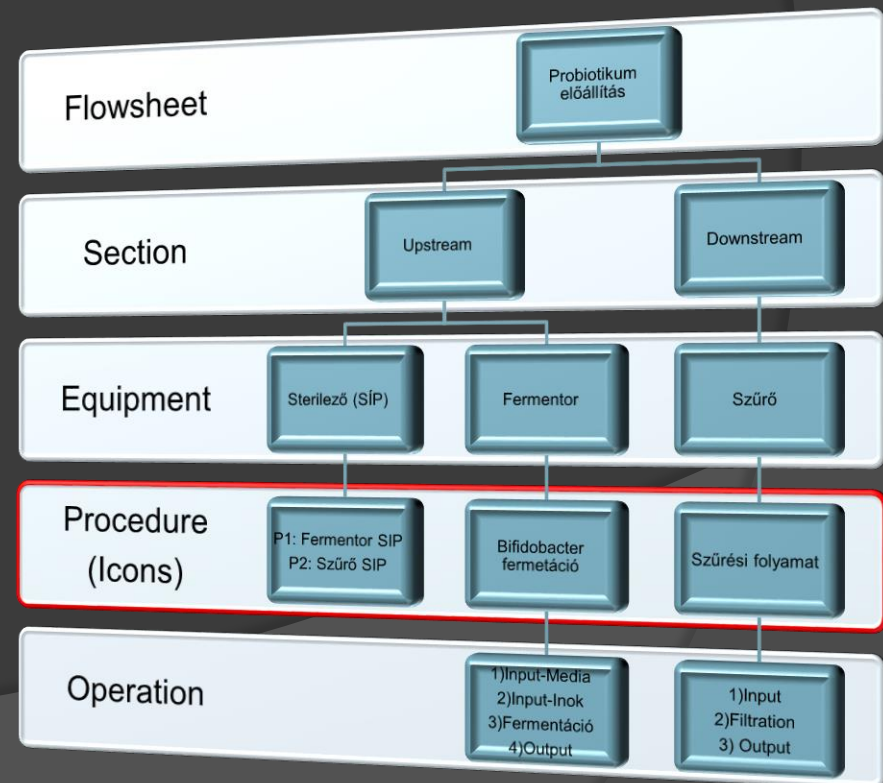 Flowsheet
Probiotikum
előállítás
Section
Upstream
Downstream
Equipment
Sterilező (SÍP)
Fermentor
Szűrő
Procedure
(Icons)
P1: Fermentor SIP
P2: Szűrő SIP
Bifidobacter
fermetáció
Szűrési folyamat
Operation
1)Input-Media
2)Input-Inok
3)Fermentáció
4)Output
1)Input
2)Filtration
3) Output